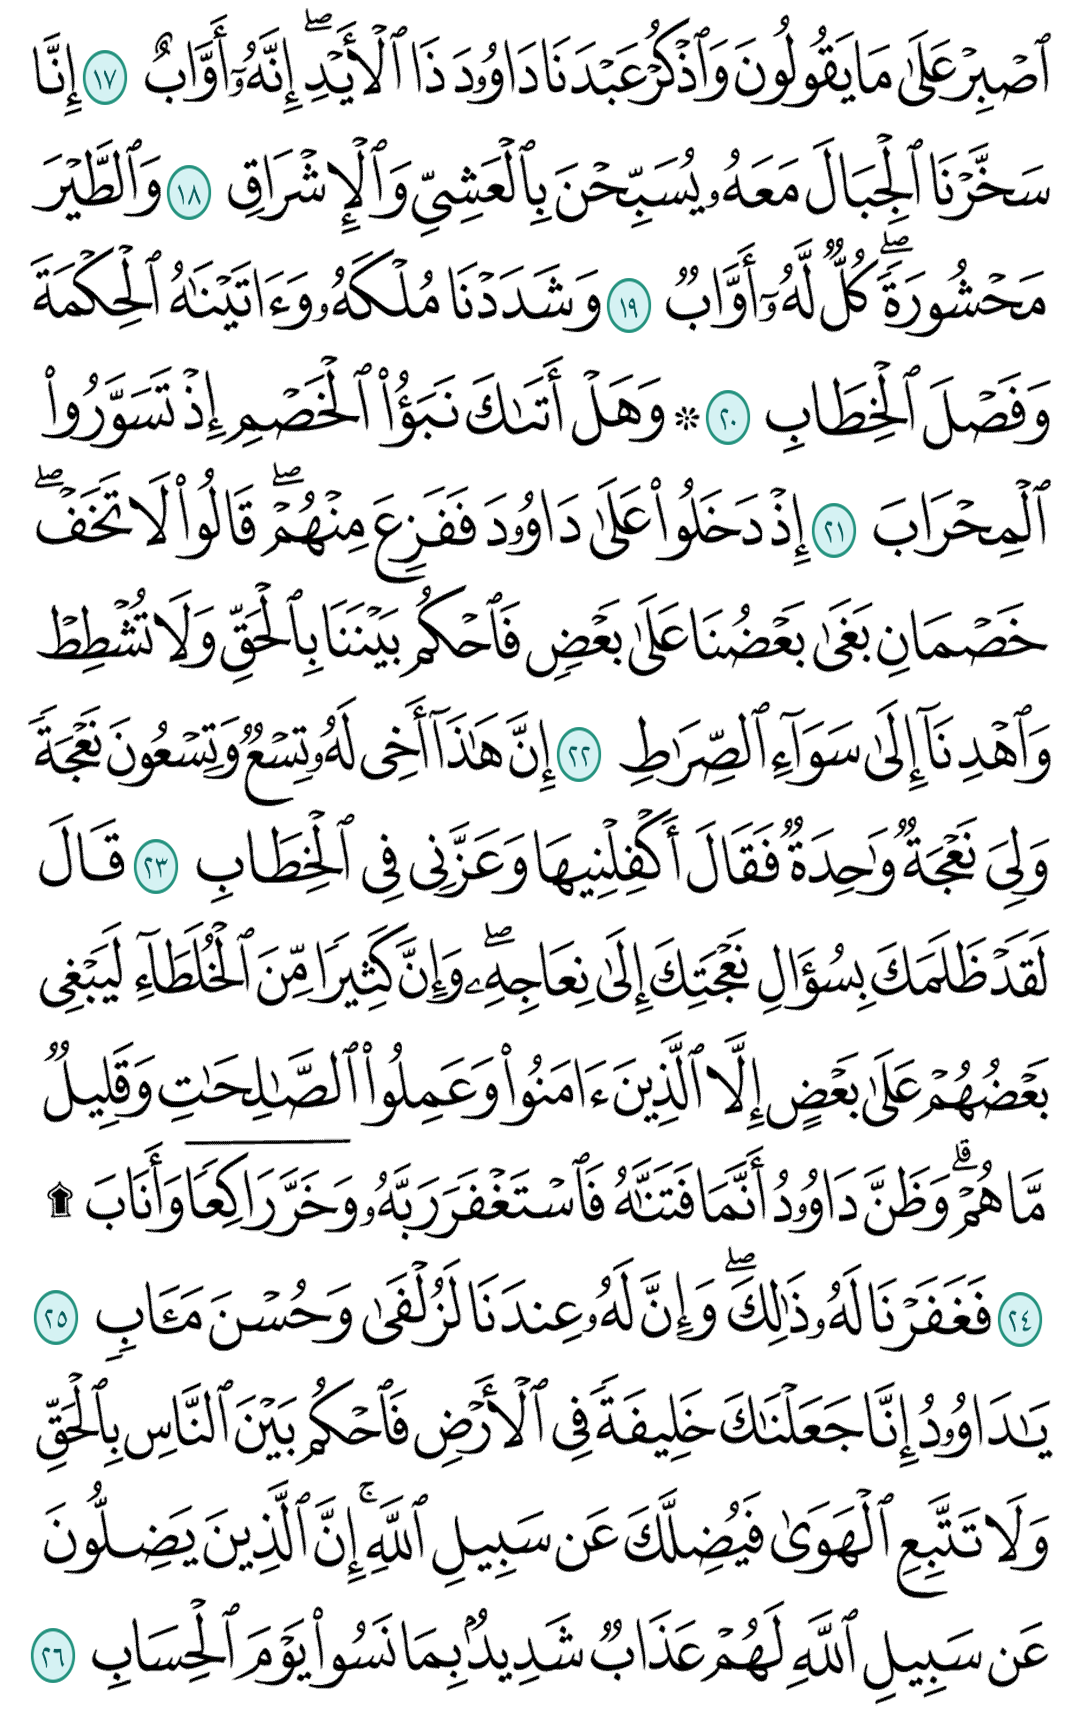 ٱصۡبِرۡ عَلَىٰ مَا يَقُولُونَ وَٱذۡكُرۡ عَبۡدَنَا دَاوُۥدَ ذَا ٱلۡأَيۡدِۖ إِنَّهُۥٓ أَوَّابٌ ١٧ إِنَّا
سَخَّرۡنَا ٱلۡجِبَالَ مَعَهُۥ يُسَبِّحۡنَ بِٱلۡعَشِيِّ وَٱلۡإِشۡرَاقِ ١٨ وَٱلطَّيۡرَ
مَحۡشُورَةٗۖ كُلّٞ لَّهُۥٓ أَوَّابٞ ١٩ وَشَدَدۡنَا مُلۡكَهُۥ وَءَاتَيۡنَٰهُ ٱلۡحِكۡمَةَ
وَفَصۡلَ ٱلۡخِطَابِ ٢٠ ۞ وَهَلۡ أَتَىٰكَ نَبَؤُاْ ٱلۡخَصۡمِ إِذۡ تَسَوَّرُواْ
ٱلۡمِحۡرَابَ ٢١ إِذۡ دَخَلُواْ عَلَىٰ دَاوُۥدَ فَفَزِعَ مِنۡهُمۡۖ قَالُواْ لَا تَخَفۡۖ
خَصۡمَانِ بَغَىٰ بَعۡضُنَا عَلَىٰ بَعۡضٖ فَٱحۡكُم بَيۡنَنَا بِٱلۡحَقِّ وَلَا تُشۡطِطۡ
وَٱهۡدِنَآ إِلَىٰ سَوَآءِ ٱلصِّرَٰطِ ٢٢ إِنَّ هَٰذَآ أَخِي لَهُۥ تِسۡعٞ وَتِسۡعُونَ نَعۡجَةٗ
وَلِيَ نَعۡجَةٞ وَٰحِدَةٞ فَقَالَ أَكۡفِلۡنِيهَا وَعَزَّنِي فِي ٱلۡخِطَابِ ٢٣ قَالَ
لَقَدۡ ظَلَمَكَ بِسُؤَالِ نَعۡجَتِكَ إِلَىٰ نِعَاجِهِۦۖ وَإِنَّ كَثِيرٗا مِّنَ ٱلۡخُلَطَآءِ لَيَبۡغِي
بَعۡضُهُمۡ عَلَىٰ بَعۡضٍ إِلَّا ٱلَّذِينَ ءَامَنُواْ وَعَمِلُواْ ٱلصَّٰلِحَٰتِ وَقَلِيلٞ
مَّا هُمۡۗ وَظَنَّ دَاوُۥدُ أَنَّمَا فَتَنَّٰهُ فَٱسۡتَغۡفَرَ رَبَّهُۥ وَخَرَّۤ رَاكِعٗاۤ وَأَنَابَ ۩
٢٤ فَغَفَرۡنَا لَهُۥ ذَٰلِكَۖ وَإِنَّ لَهُۥ عِندَنَا لَزُلۡفَىٰ وَحُسۡنَ مَـَٔابٖ ٢٥
يَٰدَاوُۥدُ إِنَّا جَعَلۡنَٰكَ خَلِيفَةٗ فِي ٱلۡأَرۡضِ فَٱحۡكُم بَيۡنَ ٱلنَّاسِ بِٱلۡحَقِّ
وَلَا تَتَّبِعِ ٱلۡهَوَىٰ فَيُضِلَّكَ عَن سَبِيلِ ٱللَّهِۚ إِنَّ ٱلَّذِينَ يَضِلُّونَ
عَن سَبِيلِ ٱللَّهِ لَهُمۡ عَذَابٞ شَدِيدُۢ بِمَا نَسُواْ يَوۡمَ ٱلۡحِسَابِ ٢٦